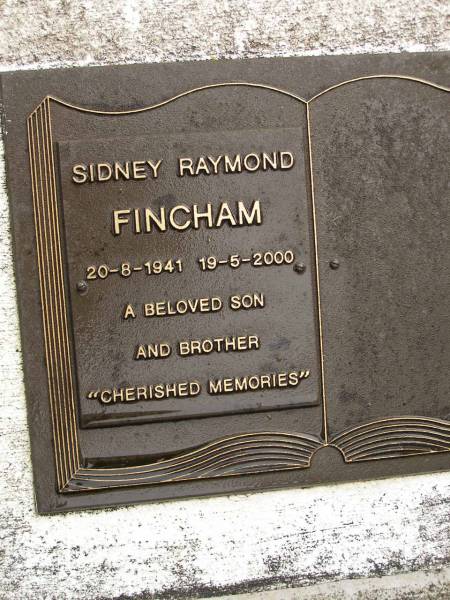 SIDNEY RAYMOND
FINCHAM
20-8-1941 19-5-2000
A BELOVED SON
AND BROTHER
"CHERISHED MEMORIES"